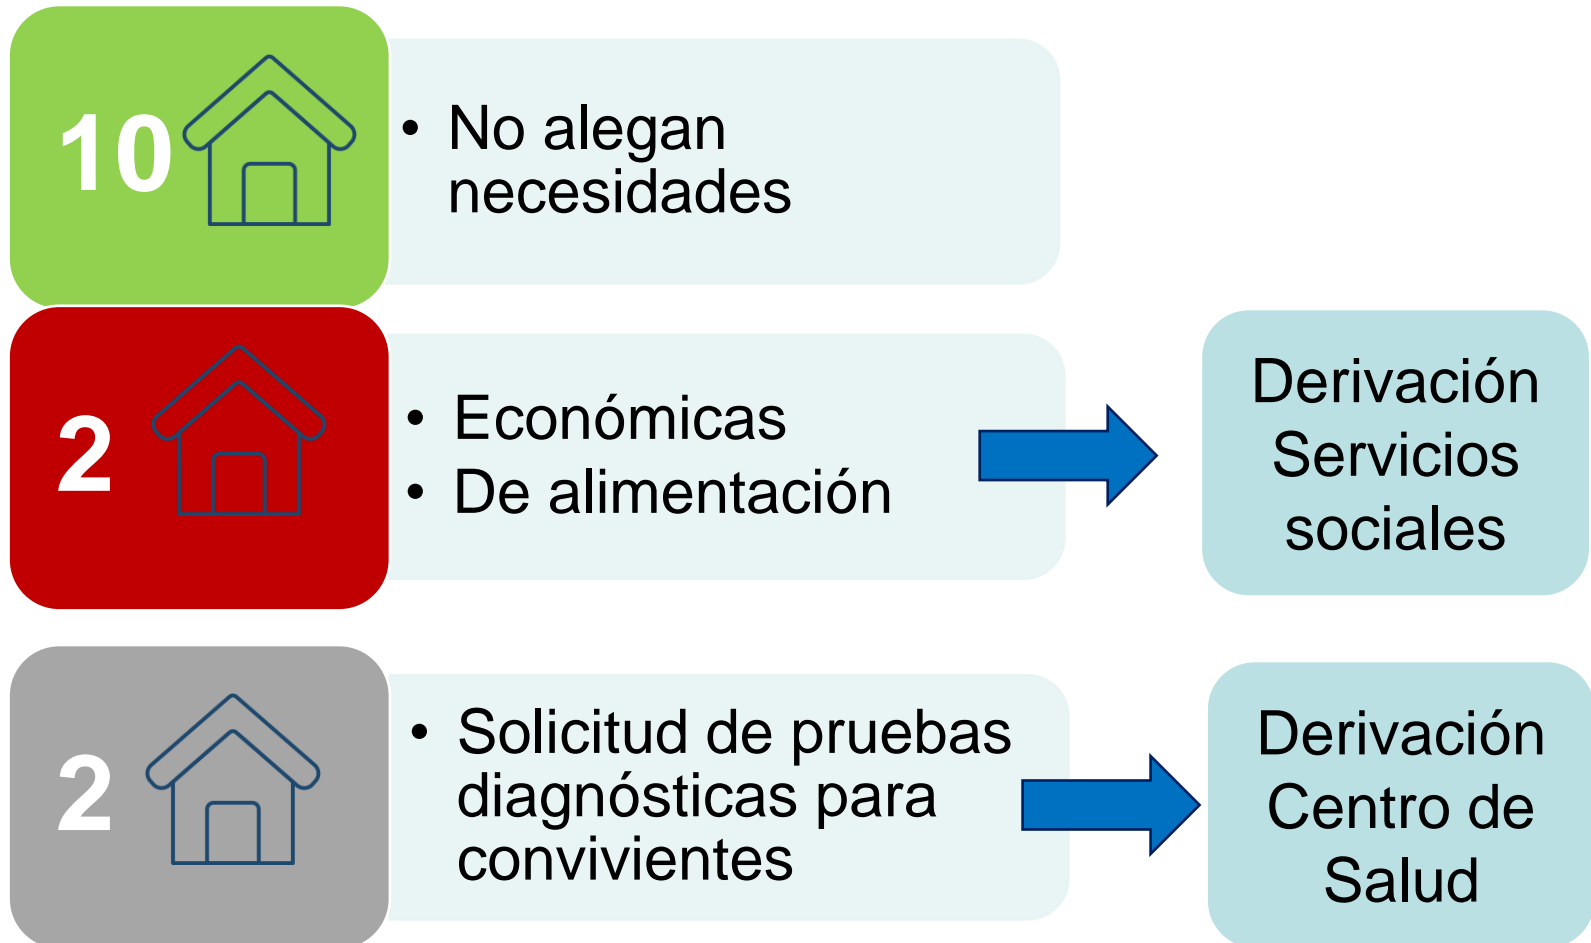 10
• No alegan
necesidades
2
• Económicas
• De alimentación
Derivación
Servicios
sociales
2
• Solicitud de pruebas
diagnósticas para
convivientes
Derivación
Centro de
Salud